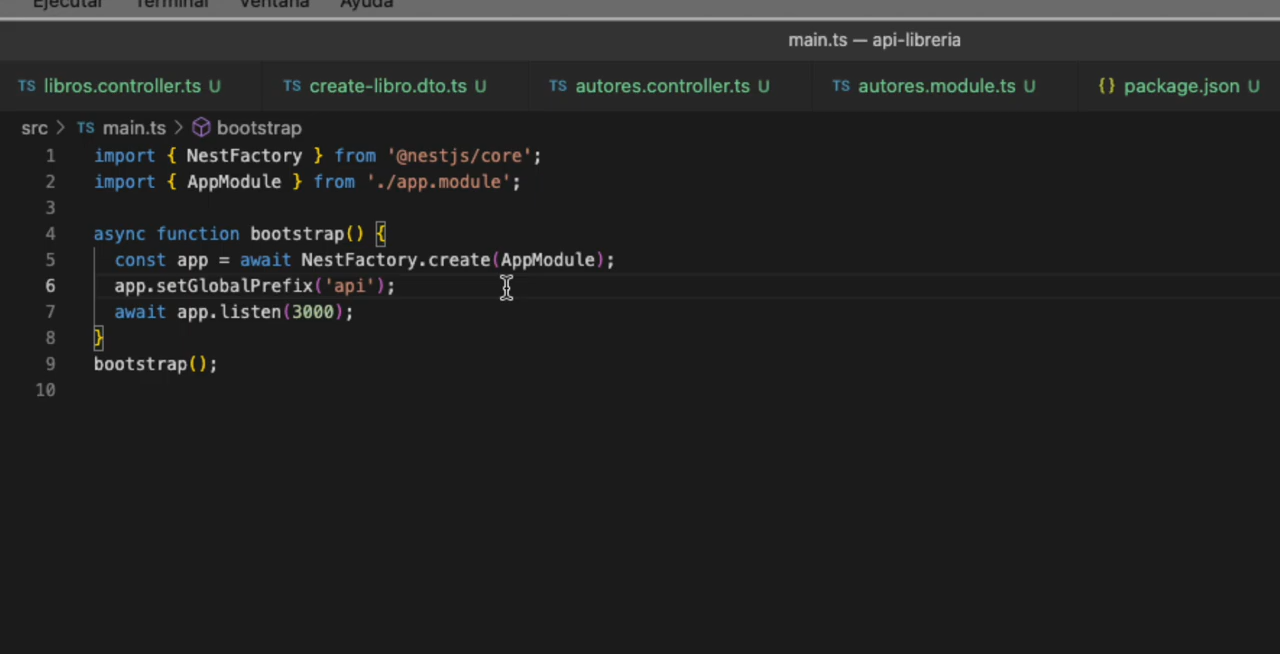 Ejecutar Terminal Ventana Ayuda
main.ts — api-libreria
TS libros.controller.ts U TS create-libro.dto.ts U TS autores.controller.ts U TS autores.module.ts U {} package.json U
src > TS main.ts > bootstrap
1 import { NestFactory } from '@nestjs/core';
2 import { AppModule } from './app.module';
3
4 async function bootstrap() {
5 const app = await NestFactory.create(AppModule);
6 app.setGlobalPrefix('api');
7 await app.listen(3000);
8 }
9 bootstrap();
10